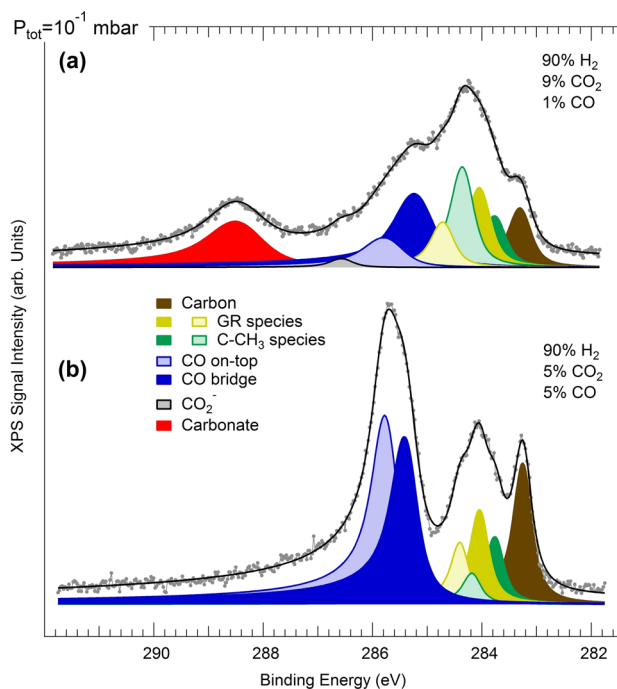 P_tot=10^-1 mbar
(a)
90% H₂
9% CO₂
1% CO
XPS Signal Intensity (arb. Units)
Carbon
GR species
C-CH₃ species
CO on-top
CO bridge
CO₂⁻
Carbonate
(b)
90% H₂
5% CO₂
5% CO
290 288 286 284 282
Binding Energy (eV)